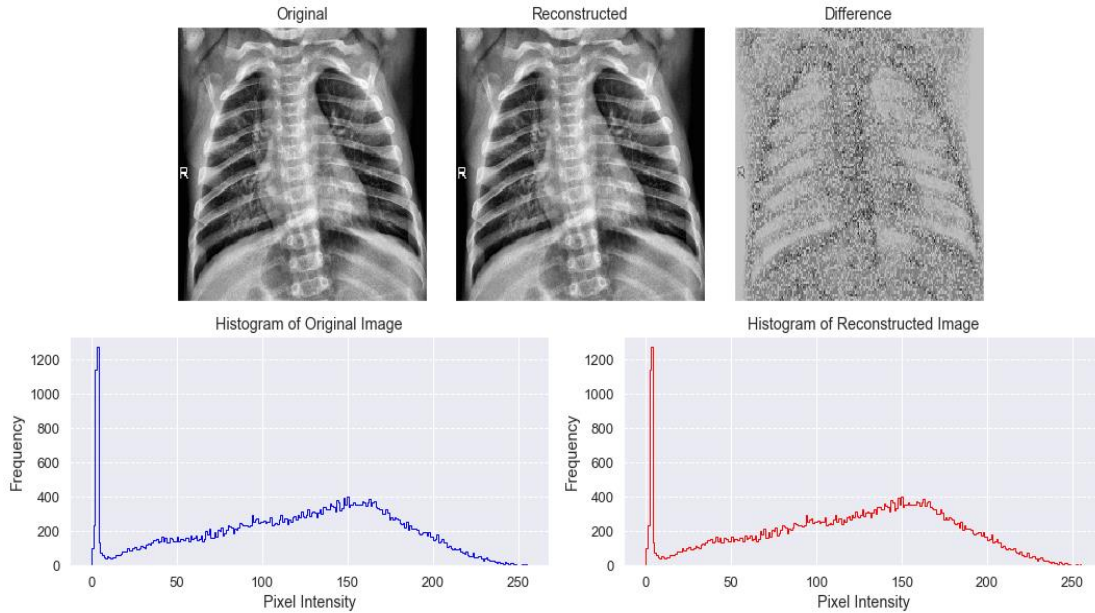 Original
Reconstructed
Difference
R
R
Histogram of Original Image
Histogram of Reconstructed Image
1200
1000
800
600
400
200
0
Frequency
0 50 100 150 200 250
Pixel Intensity
1200
1000
800
600
400
200
0
Frequency
0 50 100 150 200 250
Pixel Intensity